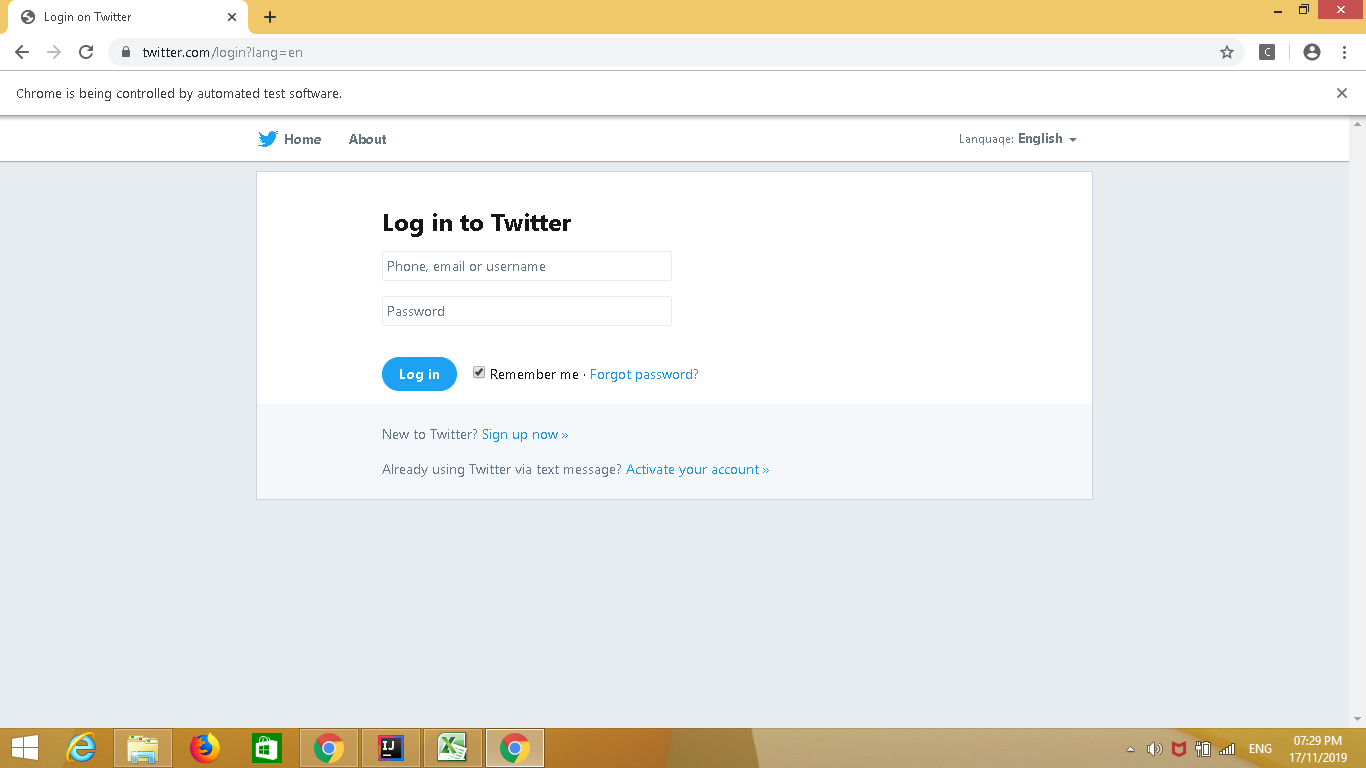 Login on Twitter
twitter.com/login?lang=en
C
Chrome is being controlled by automated test software.
Home About Language: English
Log in to Twitter
Phone, email or username
Password
Log in Remember me · Forgot password?
New to Twitter? Sign up now »
Already using Twitter via text message? Activate your account »
IJ
ENG
07:29 PM
17/11/2019